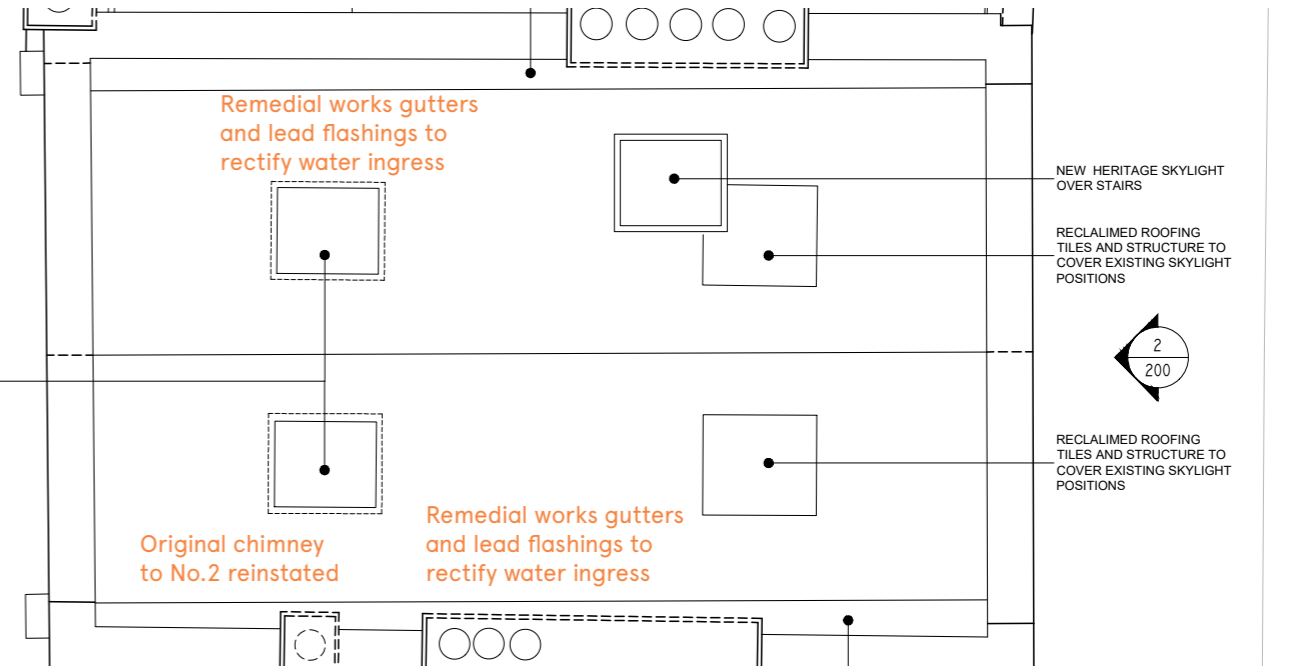 Remedial works gutters
and lead flashings to
rectify water ingress
NEW HERITAGE SKYLIGHT
OVER STAIRS
RECLALIMED ROOFING
TILES AND STRUCTURE TO
COVER EXISTING SKYLIGHT
POSITIONS
2
200
RECLALIMED ROOFING
TILES AND STRUCTURE TO
COVER EXISTING SKYLIGHT
POSITIONS
Remedial works gutters
and lead flashings to
rectify water ingress
Original chimney
to No.2 reinstated